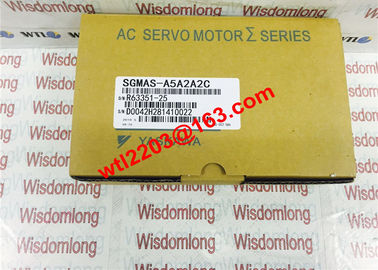 WTL Wisdomlong
AC SERVO MOTOR Σ SERIES
SGMAS-A5A2A2C
O/N R63351-25
S/N D0042H281410022
YASKAWA
wtl2203@163.com
Wisdomlong
Wisdomlong
Wisdomlong
Wisdomlong
Wisdomlong
Wisdomlong
Wisdomlong